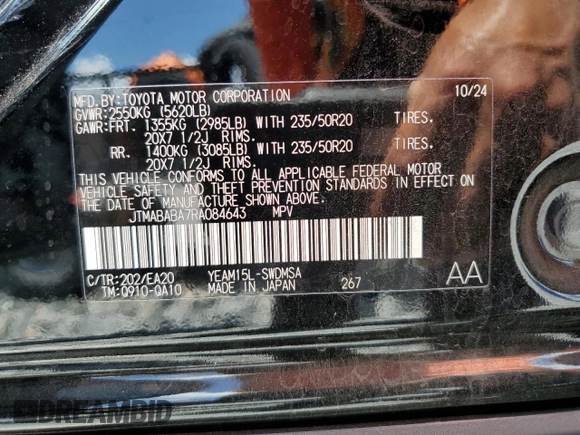 MFD.BY:TOYOTA MOTOR CORPORATION 10/24
GVWR:2550KG (5620LB)
GAWR:FRT. 1355KG (2985LB) WITH 235/50R20 TIRES.
20X7 1/2J RIMS.
RR. 1400KG (3085LB) WITH 235/50R20 TIRES.
20X7 1/2J RIMS.
THIS VEHICLE CONFORMS TO ALL APPLICABLE FEDERAL MOTOR
VEHICLE SAFETY AND THEFT PREVENTION STANDARDS IN EFFECT ON
THE DATE OF MANUFACTURE SHOWN ABOVE.
JTMABABA7RA084643 MPV
C/TR:202/EA20 YEAM15L-SWDMSA AA
TM:Q910-QA10 MADE IN JAPAN 267
DREAMBID